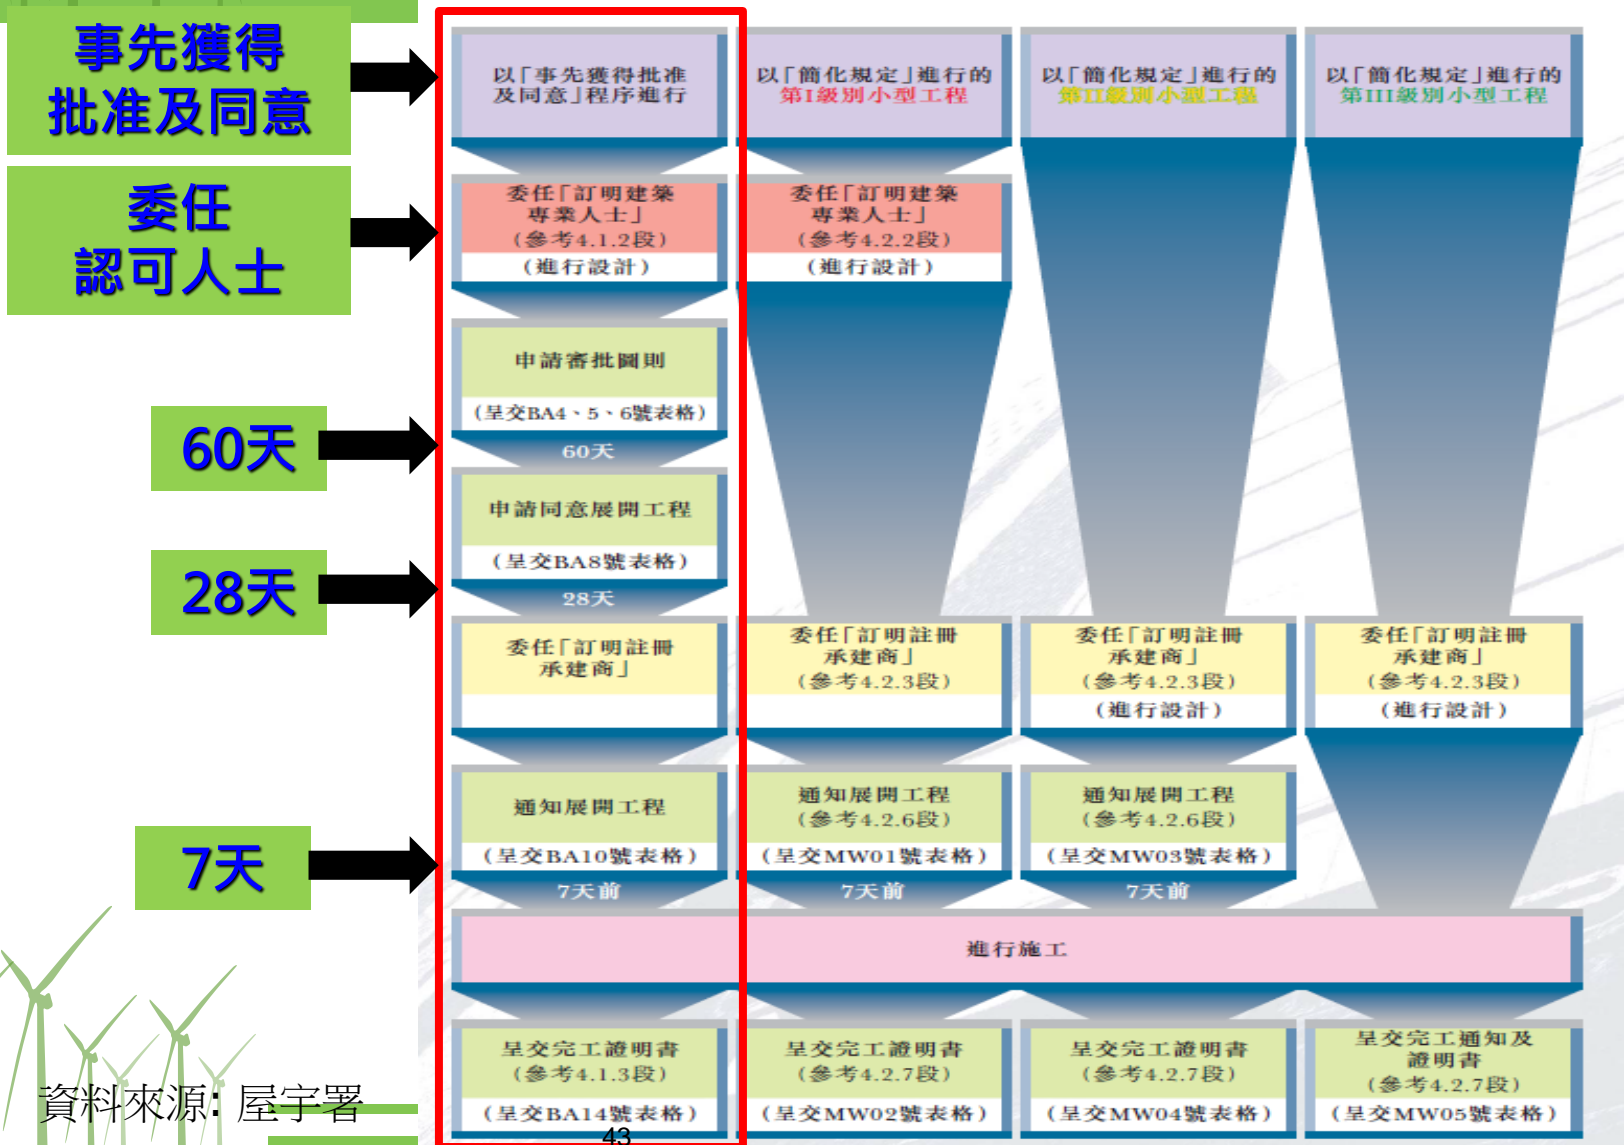 事先獲得
批准及同意
委任
認可人士
60天
28天
7天
資料來源: 屋宇署
以「事先獲得批准
及同意」程序進行
委任「訂明建築
專業人士」
(參考4.1.2段)
(進行設計)
申請審批圖則
(呈交BA4、5、6號表格)
60天
申請同意展開工程
(呈交BA8號表格)
28天
委任「訂明註冊
承建商」
通知展開工程
(呈交BA10號表格)
7天前
以「簡化規定」進行的
第I級別小型工程
委任「訂明建築
專業人士」
(參考4.2.2段)
(進行設計)
委任「訂明註冊
承建商」
(參考4.2.3段)
通知展開工程
(參考4.2.6段)
(呈交MW01號表格)
7天前
以「簡化規定」進行的
第II級別小型工程
委任「訂明註冊
承建商」
(參考4.2.3段)
(進行設計)
通知展開工程
(參考4.2.6段)
(呈交MW03號表格)
7天前
以「簡化規定」進行的
第III級別小型工程
委任「訂明註冊
承建商」
(參考4.2.3段)
(進行設計)
進行施工
呈交完工證明書
(參考4.1.3段)
(呈交BA14號表格)
呈交完工證明書
(參考4.2.7段)
(呈交MW02號表格)
呈交完工證明書
(參考4.2.7段)
(呈交MW04號表格)
呈交完工通知及
證明書
(參考4.2.7段)
(呈交MW05號表格)
43